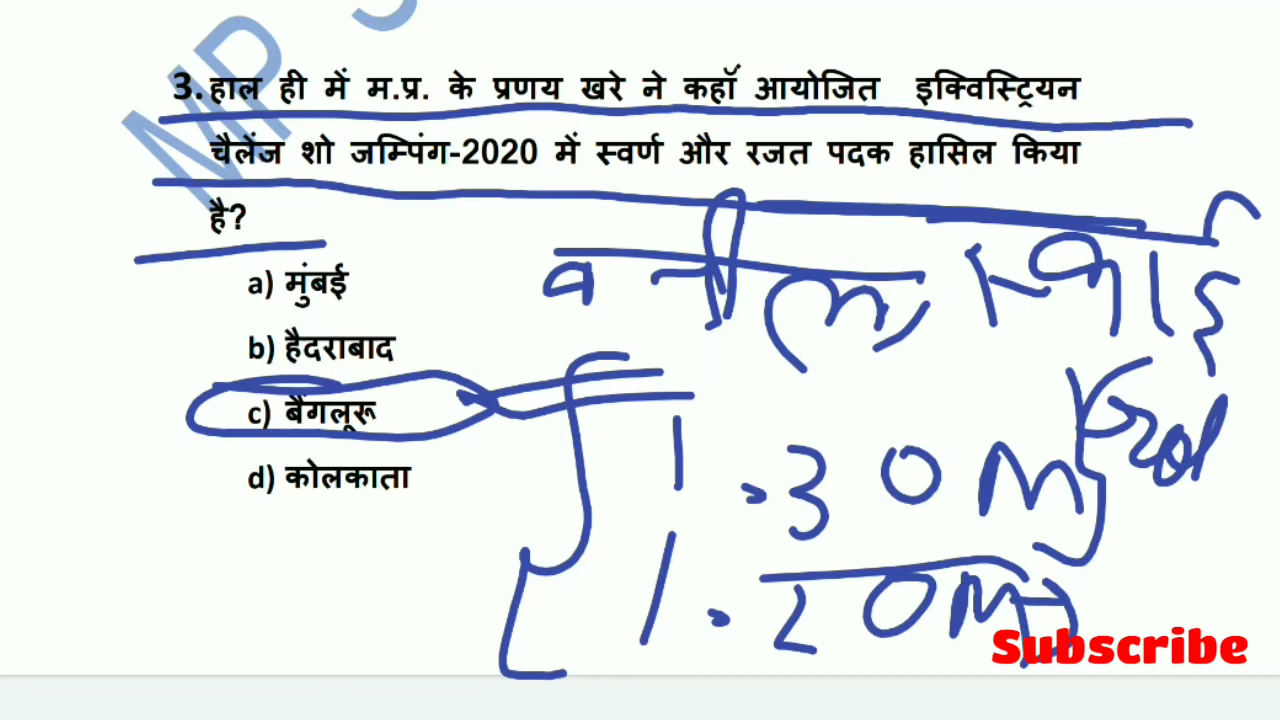 MP S
3. हाल ही में म.प्र. के प्रणय खरे ने कहाँ आयोजित इक्विस्ट्रियन
चैलेंज शो जम्पिंग-2020 में स्वर्ण और रजत पदक हासिल किया
है?
a) मुंबई
b) हैदराबाद
c) बैंगलूरू
d) कोलकाता
1.30 m
1.20 m
Subscribe